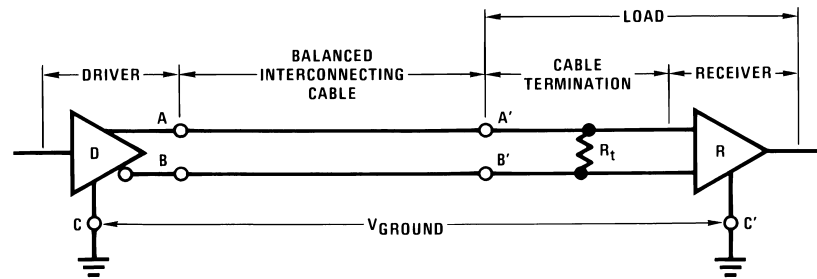 LOAD
DRIVER
BALANCED
INTERCONNECTING
CABLE
CABLE
TERMINATION
RECEIVER
A
A'
D
B
B'
Rt
R
C
VGROUND
C'